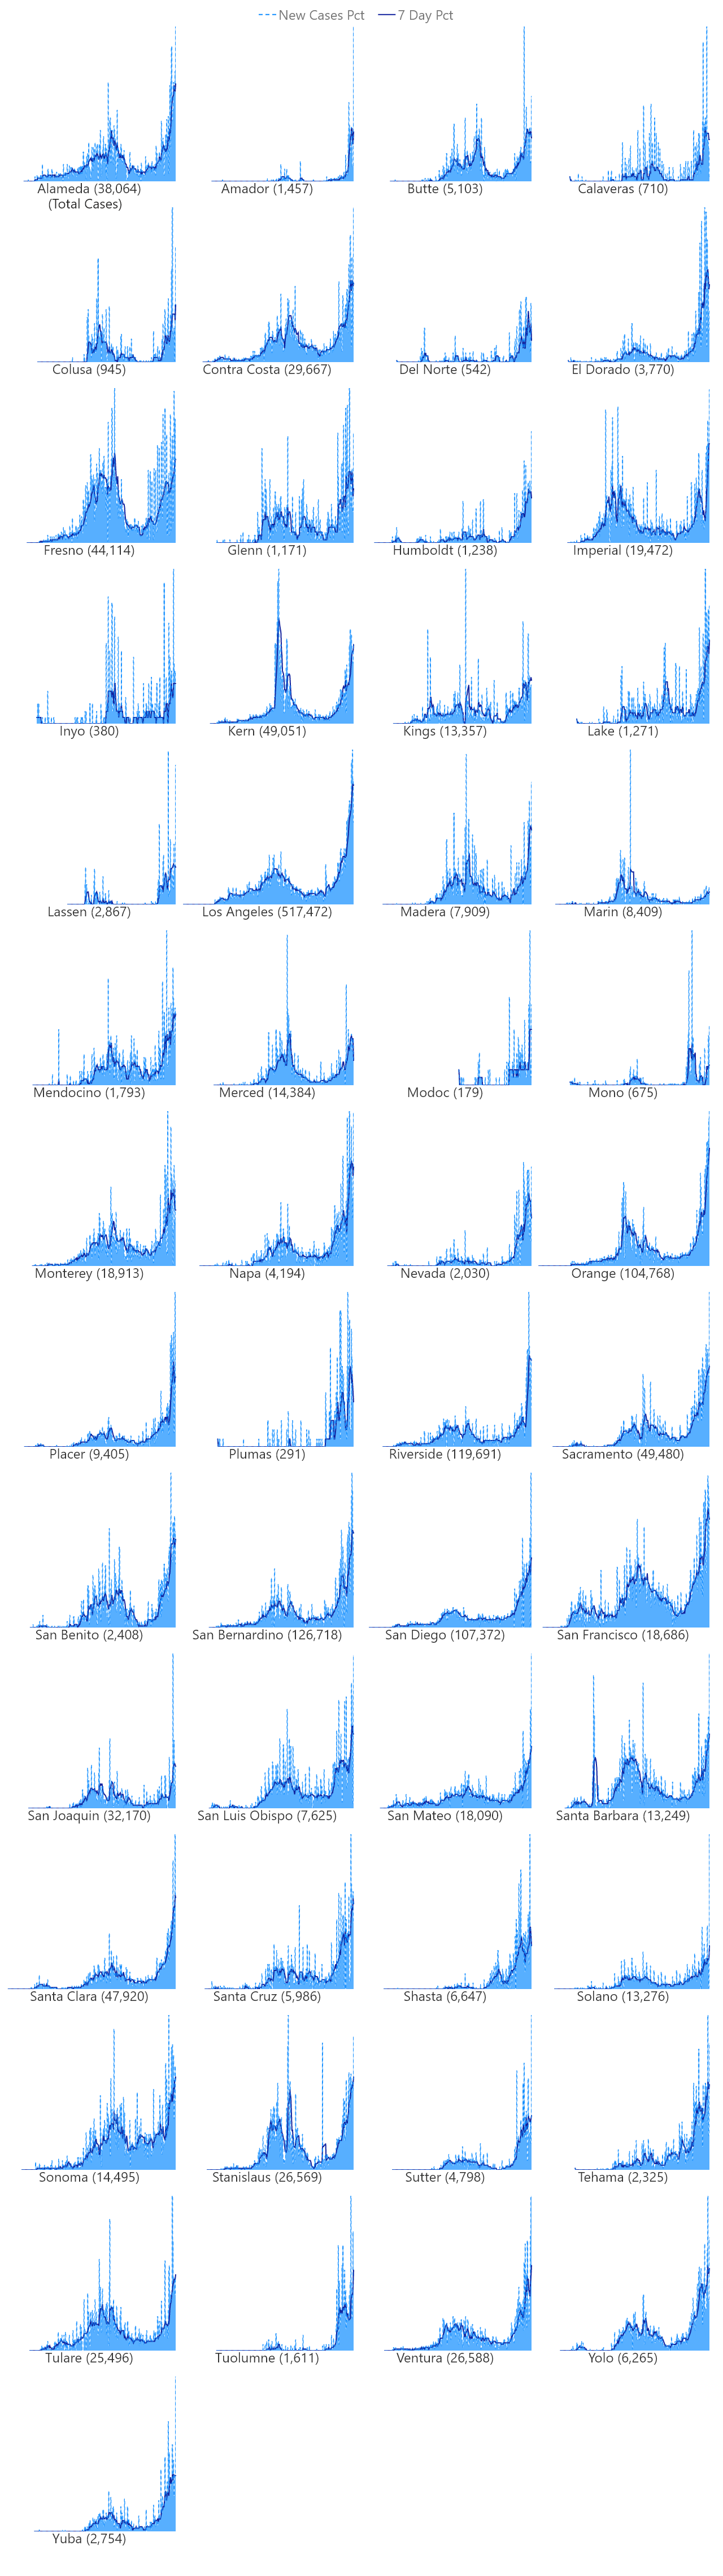 New Cases Pct 7 Day Pct
Alameda (38,064) Amador (1,457) Butte (5,103) Calaveras (710)
(Total Cases)
Colusa (945) Contra Costa (29,667) Del Norte (542) El Dorado (3,770)
Fresno (44,114) Glenn (1,171) Humboldt (1,238) Imperial (19,472)
Inyo (380) Kern (49,051) Kings (13,357) Lake (1,271)
Lassen (2,867) Los Angeles (517,472) Madera (7,909) Marin (8,409)
Mendocino (1,793) Merced (14,384) Modoc (179) Mono (675)
Monterey (18,913) Napa (4,194) Nevada (2,030) Orange (104,768)
Placer (9,405) Plumas (291) Riverside (119,691) Sacramento (49,480)
San Benito (2,408) San Bernardino (126,718) San Diego (107,372) San Francisco (18,686)
San Joaquin (32,170) San Luis Obispo (7,625) San Mateo (18,090) Santa Barbara (13,249)
Santa Clara (47,920) Santa Cruz (5,986) Shasta (6,647) Solano (13,276)
Sonoma (14,495) Stanislaus (26,569) Sutter (4,798) Tehama (2,325)
Tulare (25,496) Tuolumne (1,611) Ventura (26,588) Yolo (6,265)
Yuba (2,754)